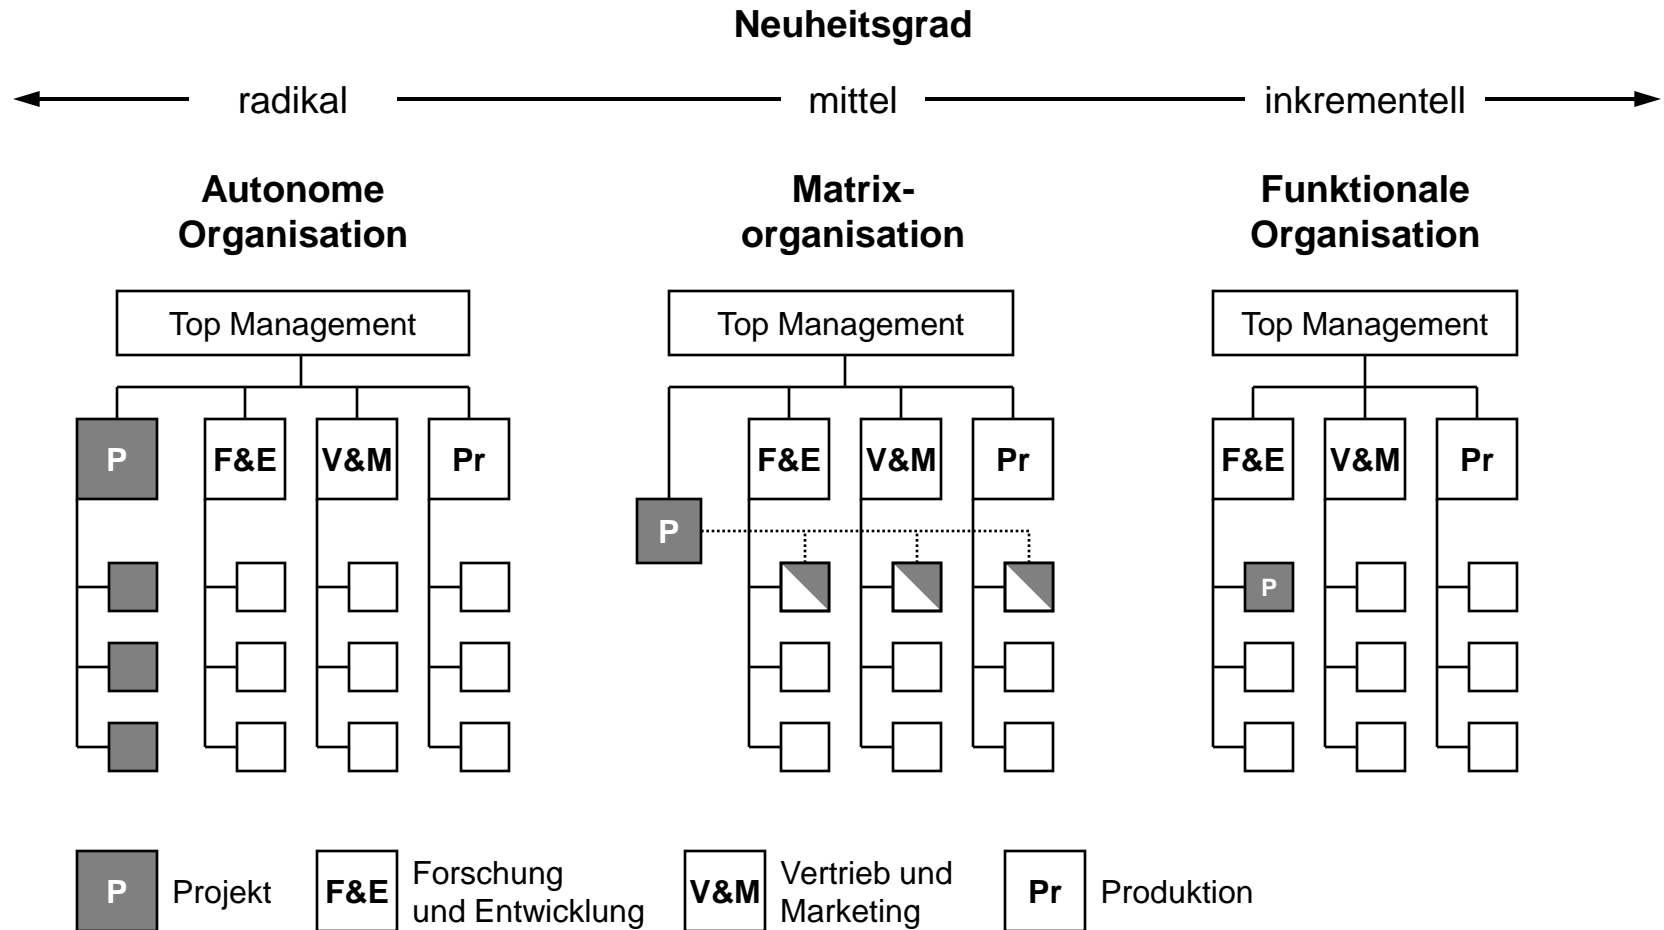 Neuheitsgrad
radikal mittel inkrementell
Autonome
Organisation
Matrix-
organisation
Funktionale
Organisation
Top Management
P F&E V&M Pr
Top Management
F&E V&M Pr
P
Top Management
F&E V&M Pr
P
P Projekt
F&E Forschung
und Entwicklung
V&M Vertrieb und
Marketing
Pr Produktion